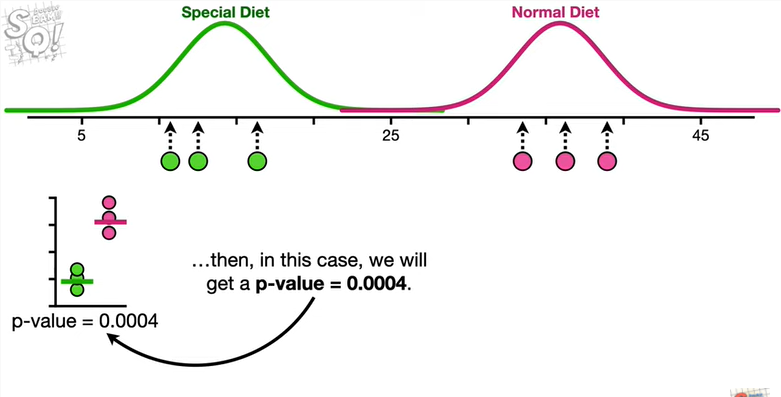 Special Diet
Normal Diet
5
25
45
...then, in this case, we will
get a p-value = 0.0004.
p-value = 0.0004